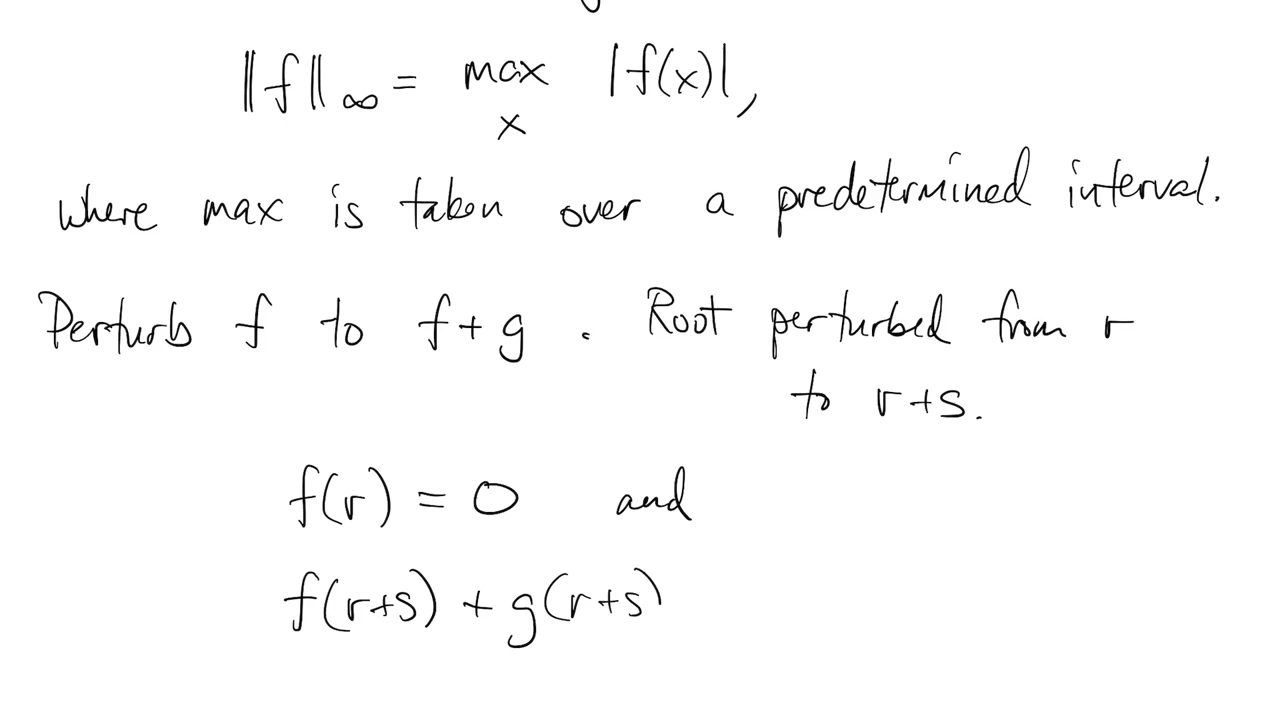 ‖f‖∞ = max |f(x)|,
x
where max is taken over a predetermined interval.
Perturb f to f+g . Root perturbed from r
to r+s.
f(r) = 0 and
f(r+s) + g(r+s)